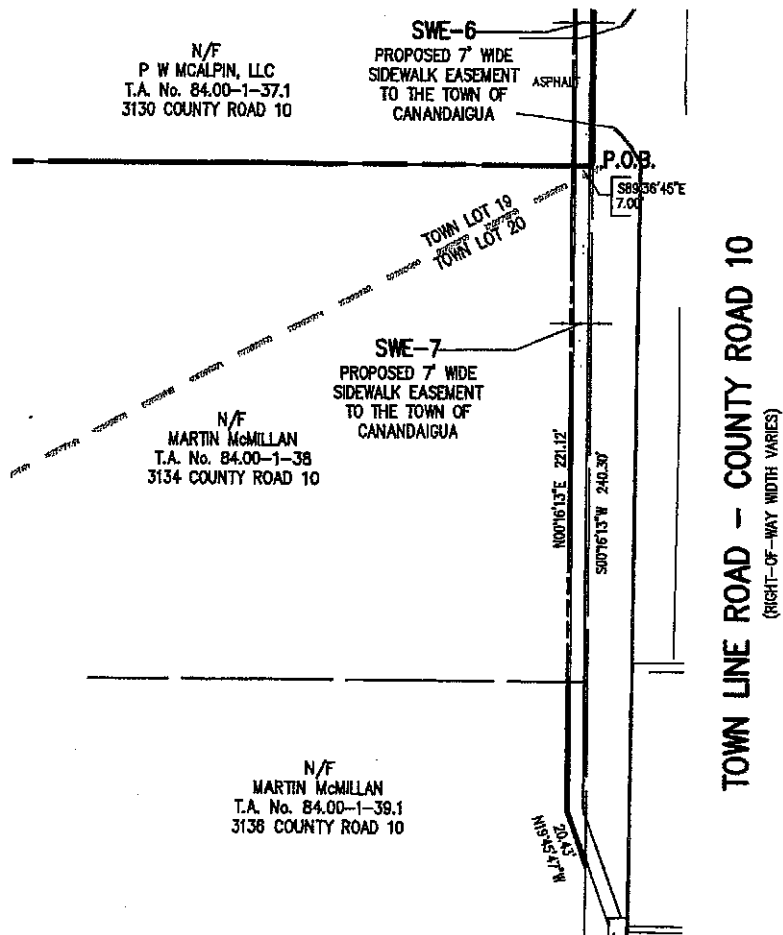 SWE-6
PROPOSED 7' WIDE
SIDEWALK EASEMENT
TO THE TOWN OF
CANANDAIGUA
N/F
P W MCALPIN, LLC
T.A. No. 84.00-1-37.1
3130 COUNTY ROAD 10
ASPHALT
P.O.B.
S89°36'45"E
7.00'
TOWN LOT 19
TOWN LOT 20
SWE-7
PROPOSED 7' WIDE
SIDEWALK EASEMENT
TO THE TOWN OF
CANANDAIGUA
N/F
MARTIN McMILLAN
T.A. No. 84.00-1-38
3134 COUNTY ROAD 10
N00°16'13"E 221.12'
S00°16'13"W 240.30'
TOWN LINE ROAD - COUNTY ROAD 10
(RIGHT-OF-WAY WIDTH VARIES)
N/F
MARTIN McMILLAN
T.A. No. 84.00-1-39.1
3136 COUNTY ROAD 10
20.43'
N19°45'47"W